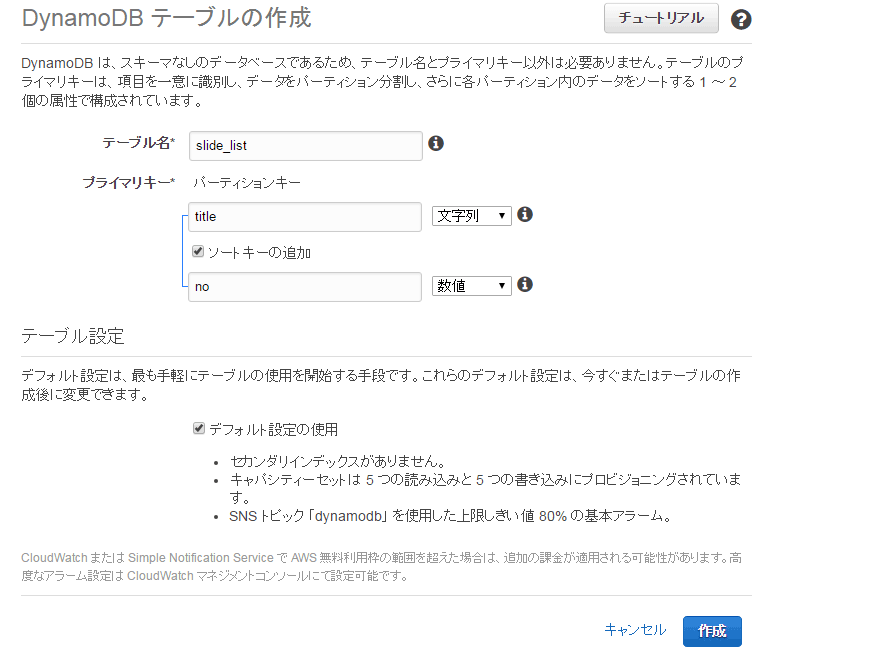 DynamoDB テーブルの作成
チュートリアル
DynamoDB は、スキーマなしのデータベースであるため、テーブル名とプライマリキー以外は必要ありません。テーブルのプ
ライマリキーは、項目を一意に識別し、データをパーティション分割し、さらに各パーティション内のデータをソートする 1 ～ 2
個の属性で構成されています。
テーブル名*
slide_list
プライマリキー*
パーティションキー
title
文字列
ソートキーの追加
no
数値
テーブル設定
デフォルト設定は、最も手軽にテーブルの使用を開始する手段です。これらのデフォルト設定は、今すぐまたはテーブルの作
成後に変更できます。
デフォルト設定の使用
• セカンダリインデックスがありません。
• キャパシティーセットは 5 つの読み込みと 5 つの書き込みにプロビジョニングされていま
す。
• SNS トピック「dynamodb」を使用した上限しきい値 80% の基本アラーム。
CloudWatch または Simple Notification Service で AWS 無料利用枠の範囲を超えた場合は、追加の課金が適用される可能性があります。高
度なアラーム設定は CloudWatch マネジメントコンソールにて設定可能です。
キャンセル
作成